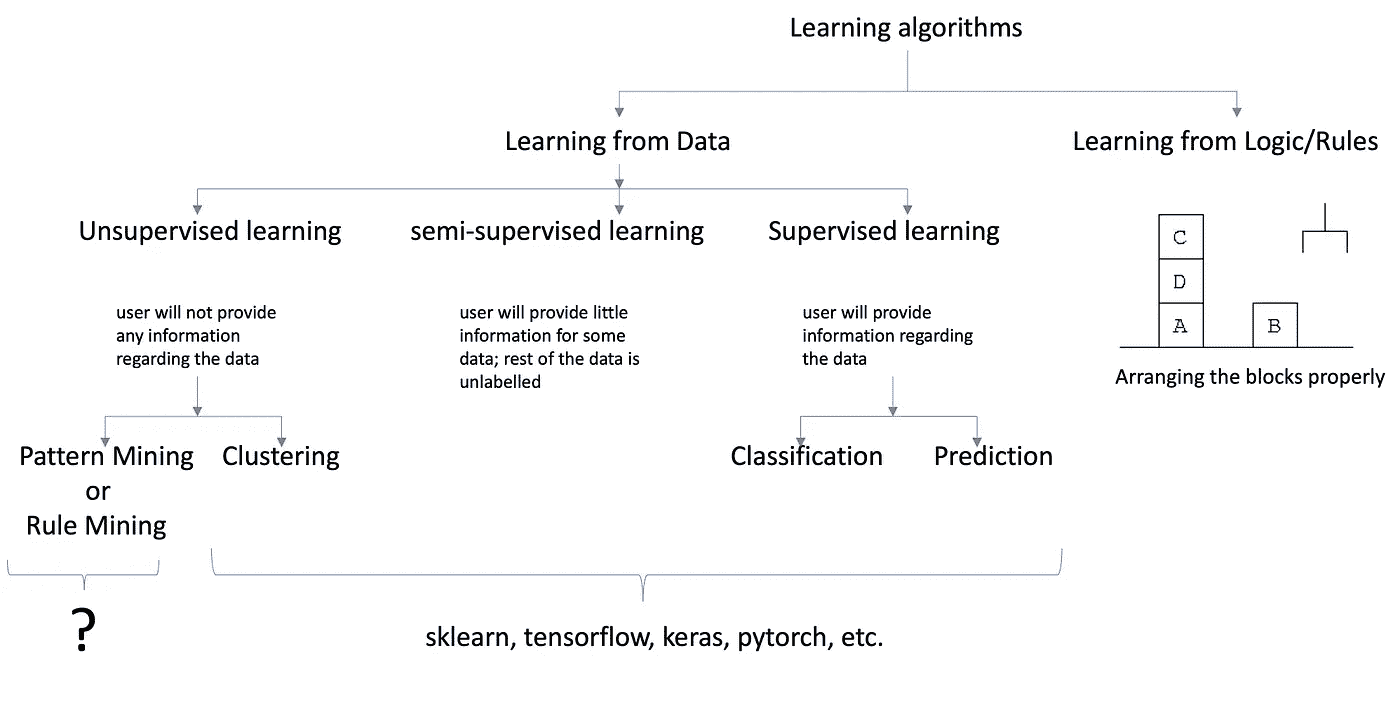 Learning algorithms
Learning from Data
Learning from Logic/Rules
Unsupervised learning
semi-supervised learning
Supervised learning
user will not provide
any information
regarding the data
user will provide little
information for some
data; rest of the data is
unlabelled
user will provide
information regarding
the data
C
D
A
B
Arranging the blocks properly
Pattern Mining
or
Rule Mining
Clustering
Classification
Prediction
?
sklearn, tensorflow, keras, pytorch, etc.